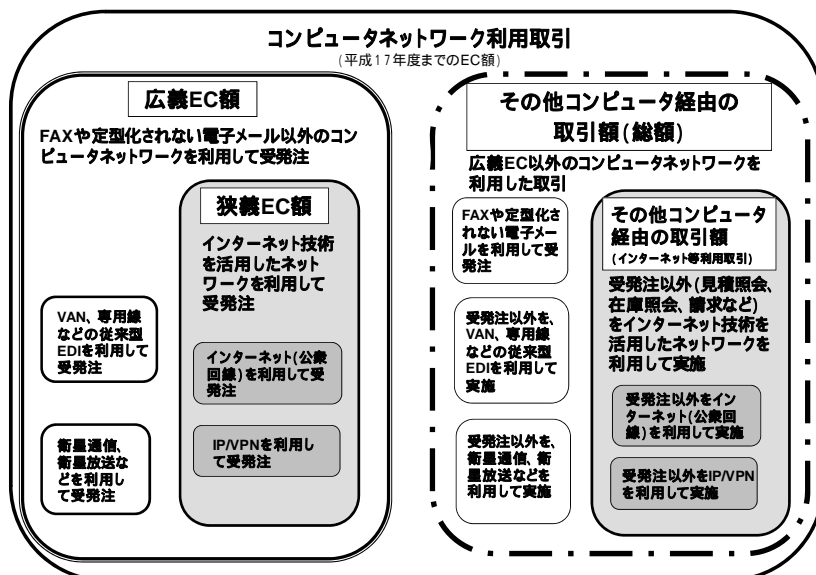 コンピュータネットワーク利用取引
(平成17年度までのEC額)
広義EC額
FAXや定型化されない電子メール以外のコン
ピュータネットワークを利用して受発注
狭義EC額
インターネット技術
を活用したネット
ワークを利用して
受発注
VAN、専用線
などの従来型
EDIを利用して
受発注
インターネット(公衆
回線)を利用して受
発注
衛星通信、
衛星放送な
どを利用し
て受発注
IP/VPNを利用し
て受発注
その他コンピュータ経由の
取引額(総額)
広義EC以外のコンピュータネットワークを
利用した取引
FAXや定型化さ
れない電子メー
ルを利用して受
発注
その他コンピュータ
経由の取引額
(インターネット等利用取引)
受発注以外(見積照会、
在庫照会、請求など)
をインターネット技術を
活用したネットワークを
利用して実施
受発注以外を、
VAN、専用線
などの従来型
EDIを利用して
実施
受発注以外をイン
ターネット(公衆回
線)を利用して実施
受発注以外を、
衛星通信、衛
星放送などを
利用して実施
受発注以外をIP/VPN
を利用して実施